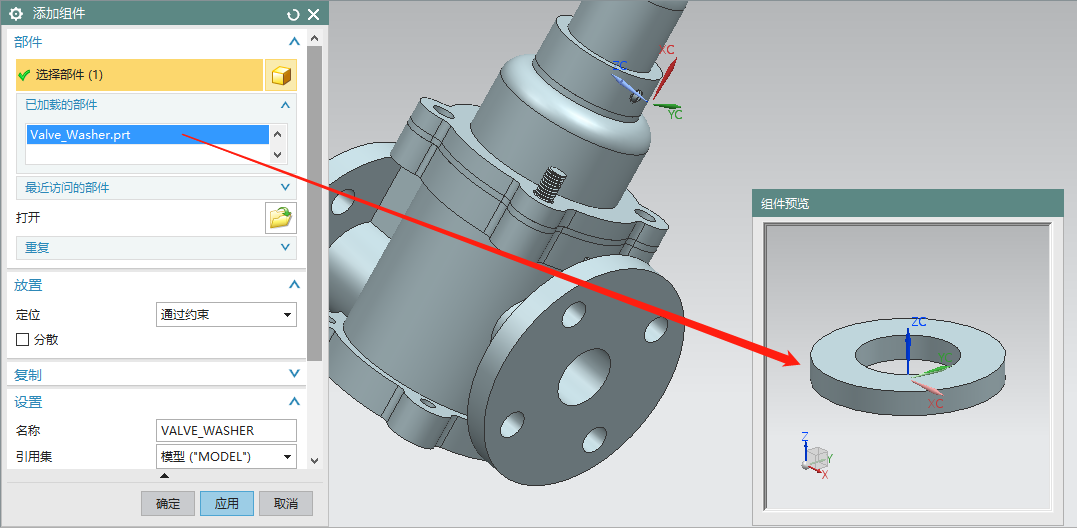 添加组件
部件
选择部件 (1)
已加载的部件
Valve_Washer.prt
最近访问的部件
打开
重复
放置
定位
通过约束
分散
复制
设置
名称
VALVE_WASHER
引用集
模型 ("MODEL")
确定
应用
取消
XC
ZC
YC
组件预览
ZC
XC
Z
Y
X